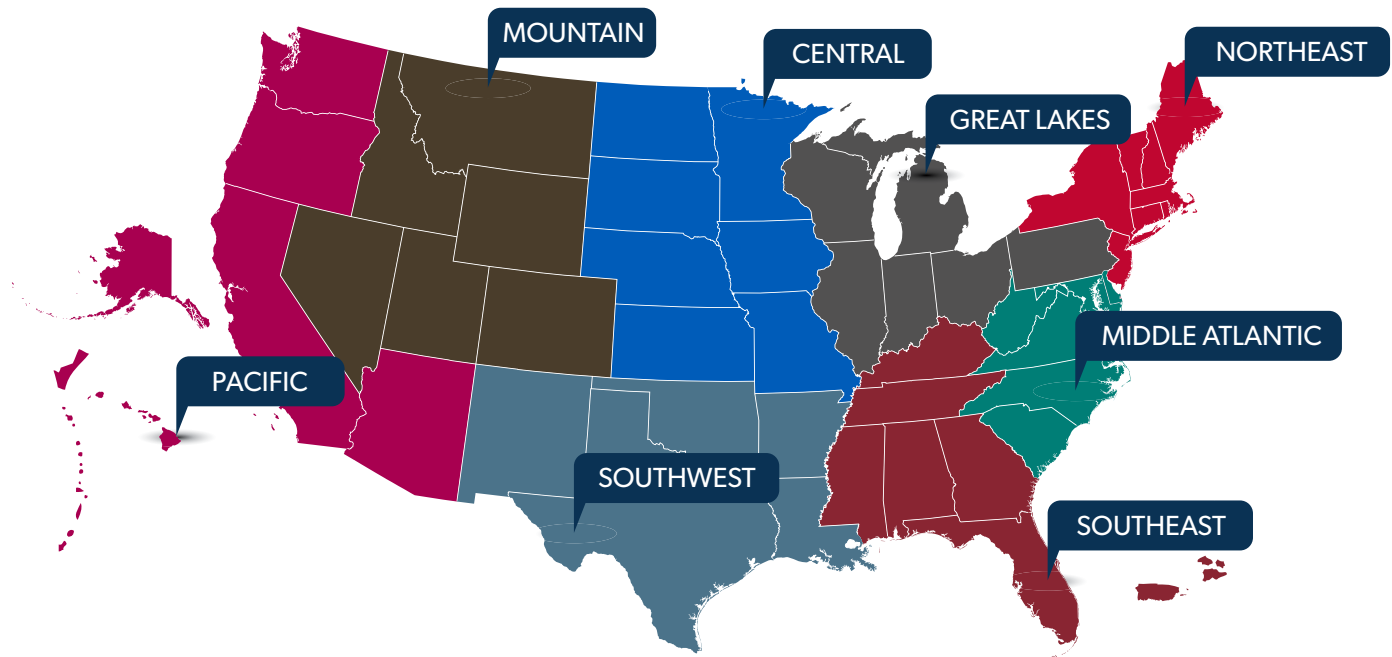 MOUNTAIN
CENTRAL
NORTHEAST
GREAT LAKES
MIDDLE ATLANTIC
PACIFIC
SOUTHWEST
SOUTHEAST